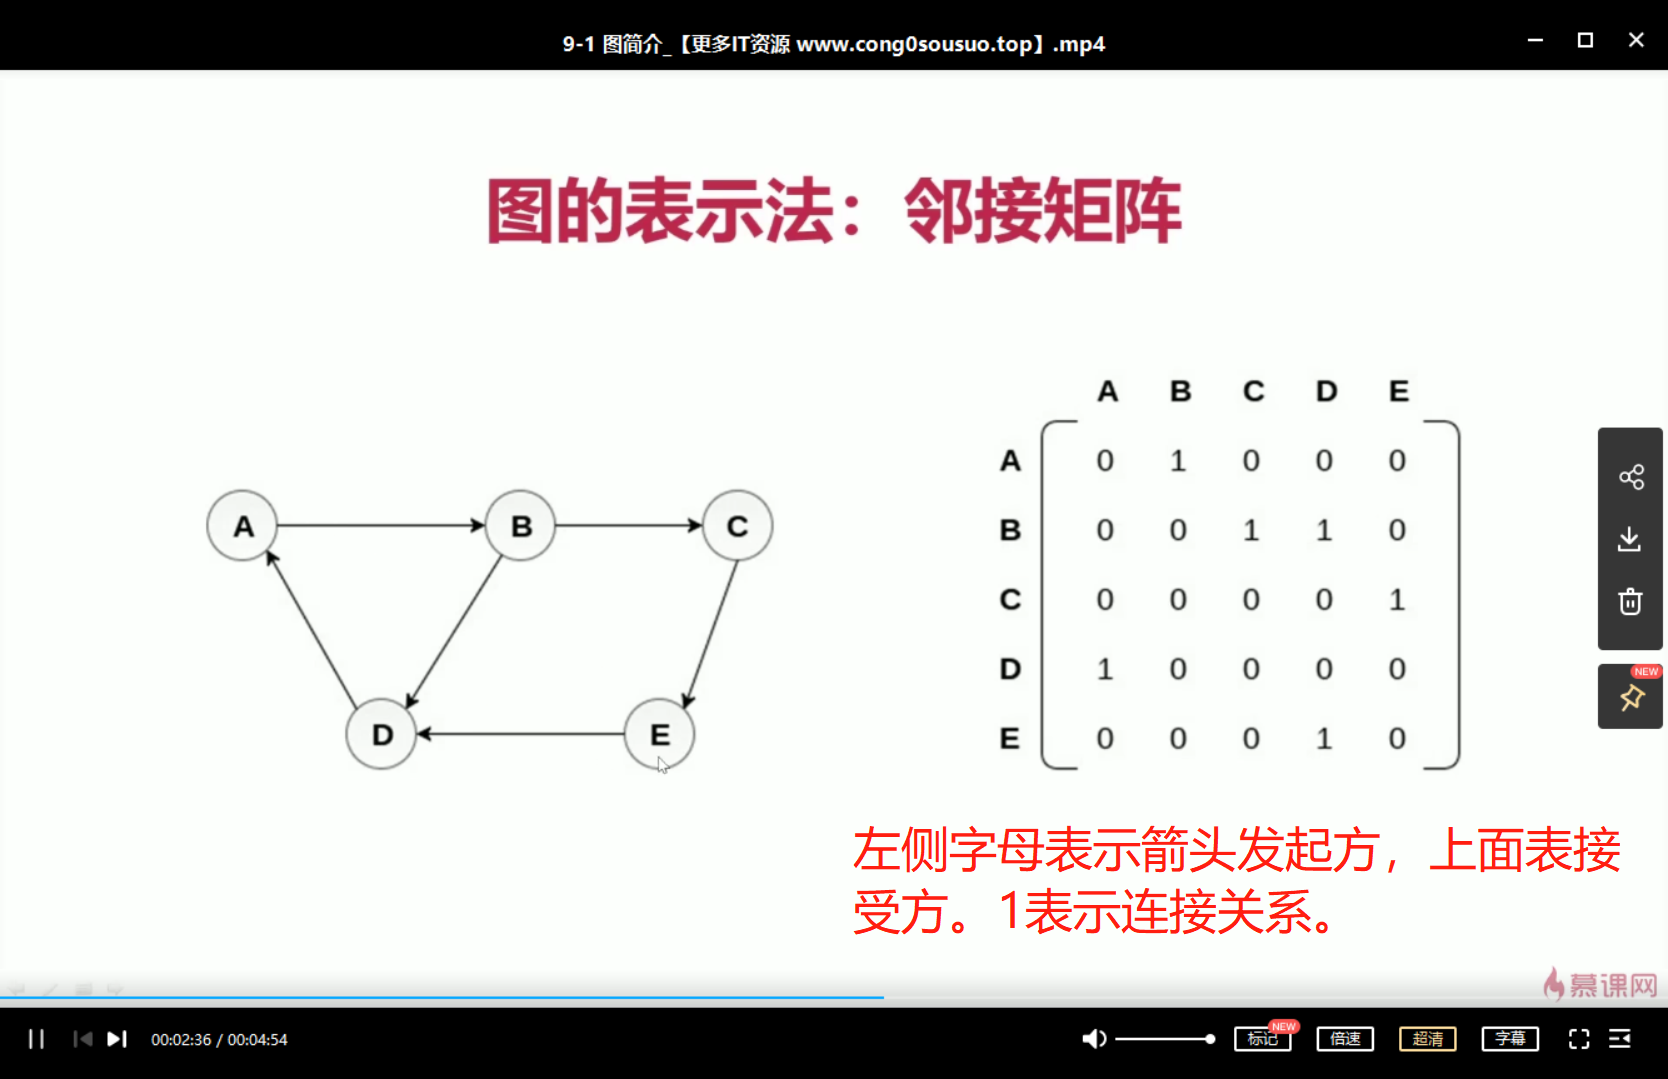 9-1 图简介_【更多IT资源 www.cong0sousuo.top】.mp4
图的表示法：邻接矩阵
A B C D E
A 0 1 0 0 0
B 0 0 1 1 0
C 0 0 0 0 1
D 1 0 0 0 0
E 0 0 0 1 0
A B C
D E
NEW
左侧字母表示箭头发起方，上面表接
受方。1表示连接关系。
慕课网
00:02:36 / 00:04:54
标记 NEW 倍速 超清 字幕